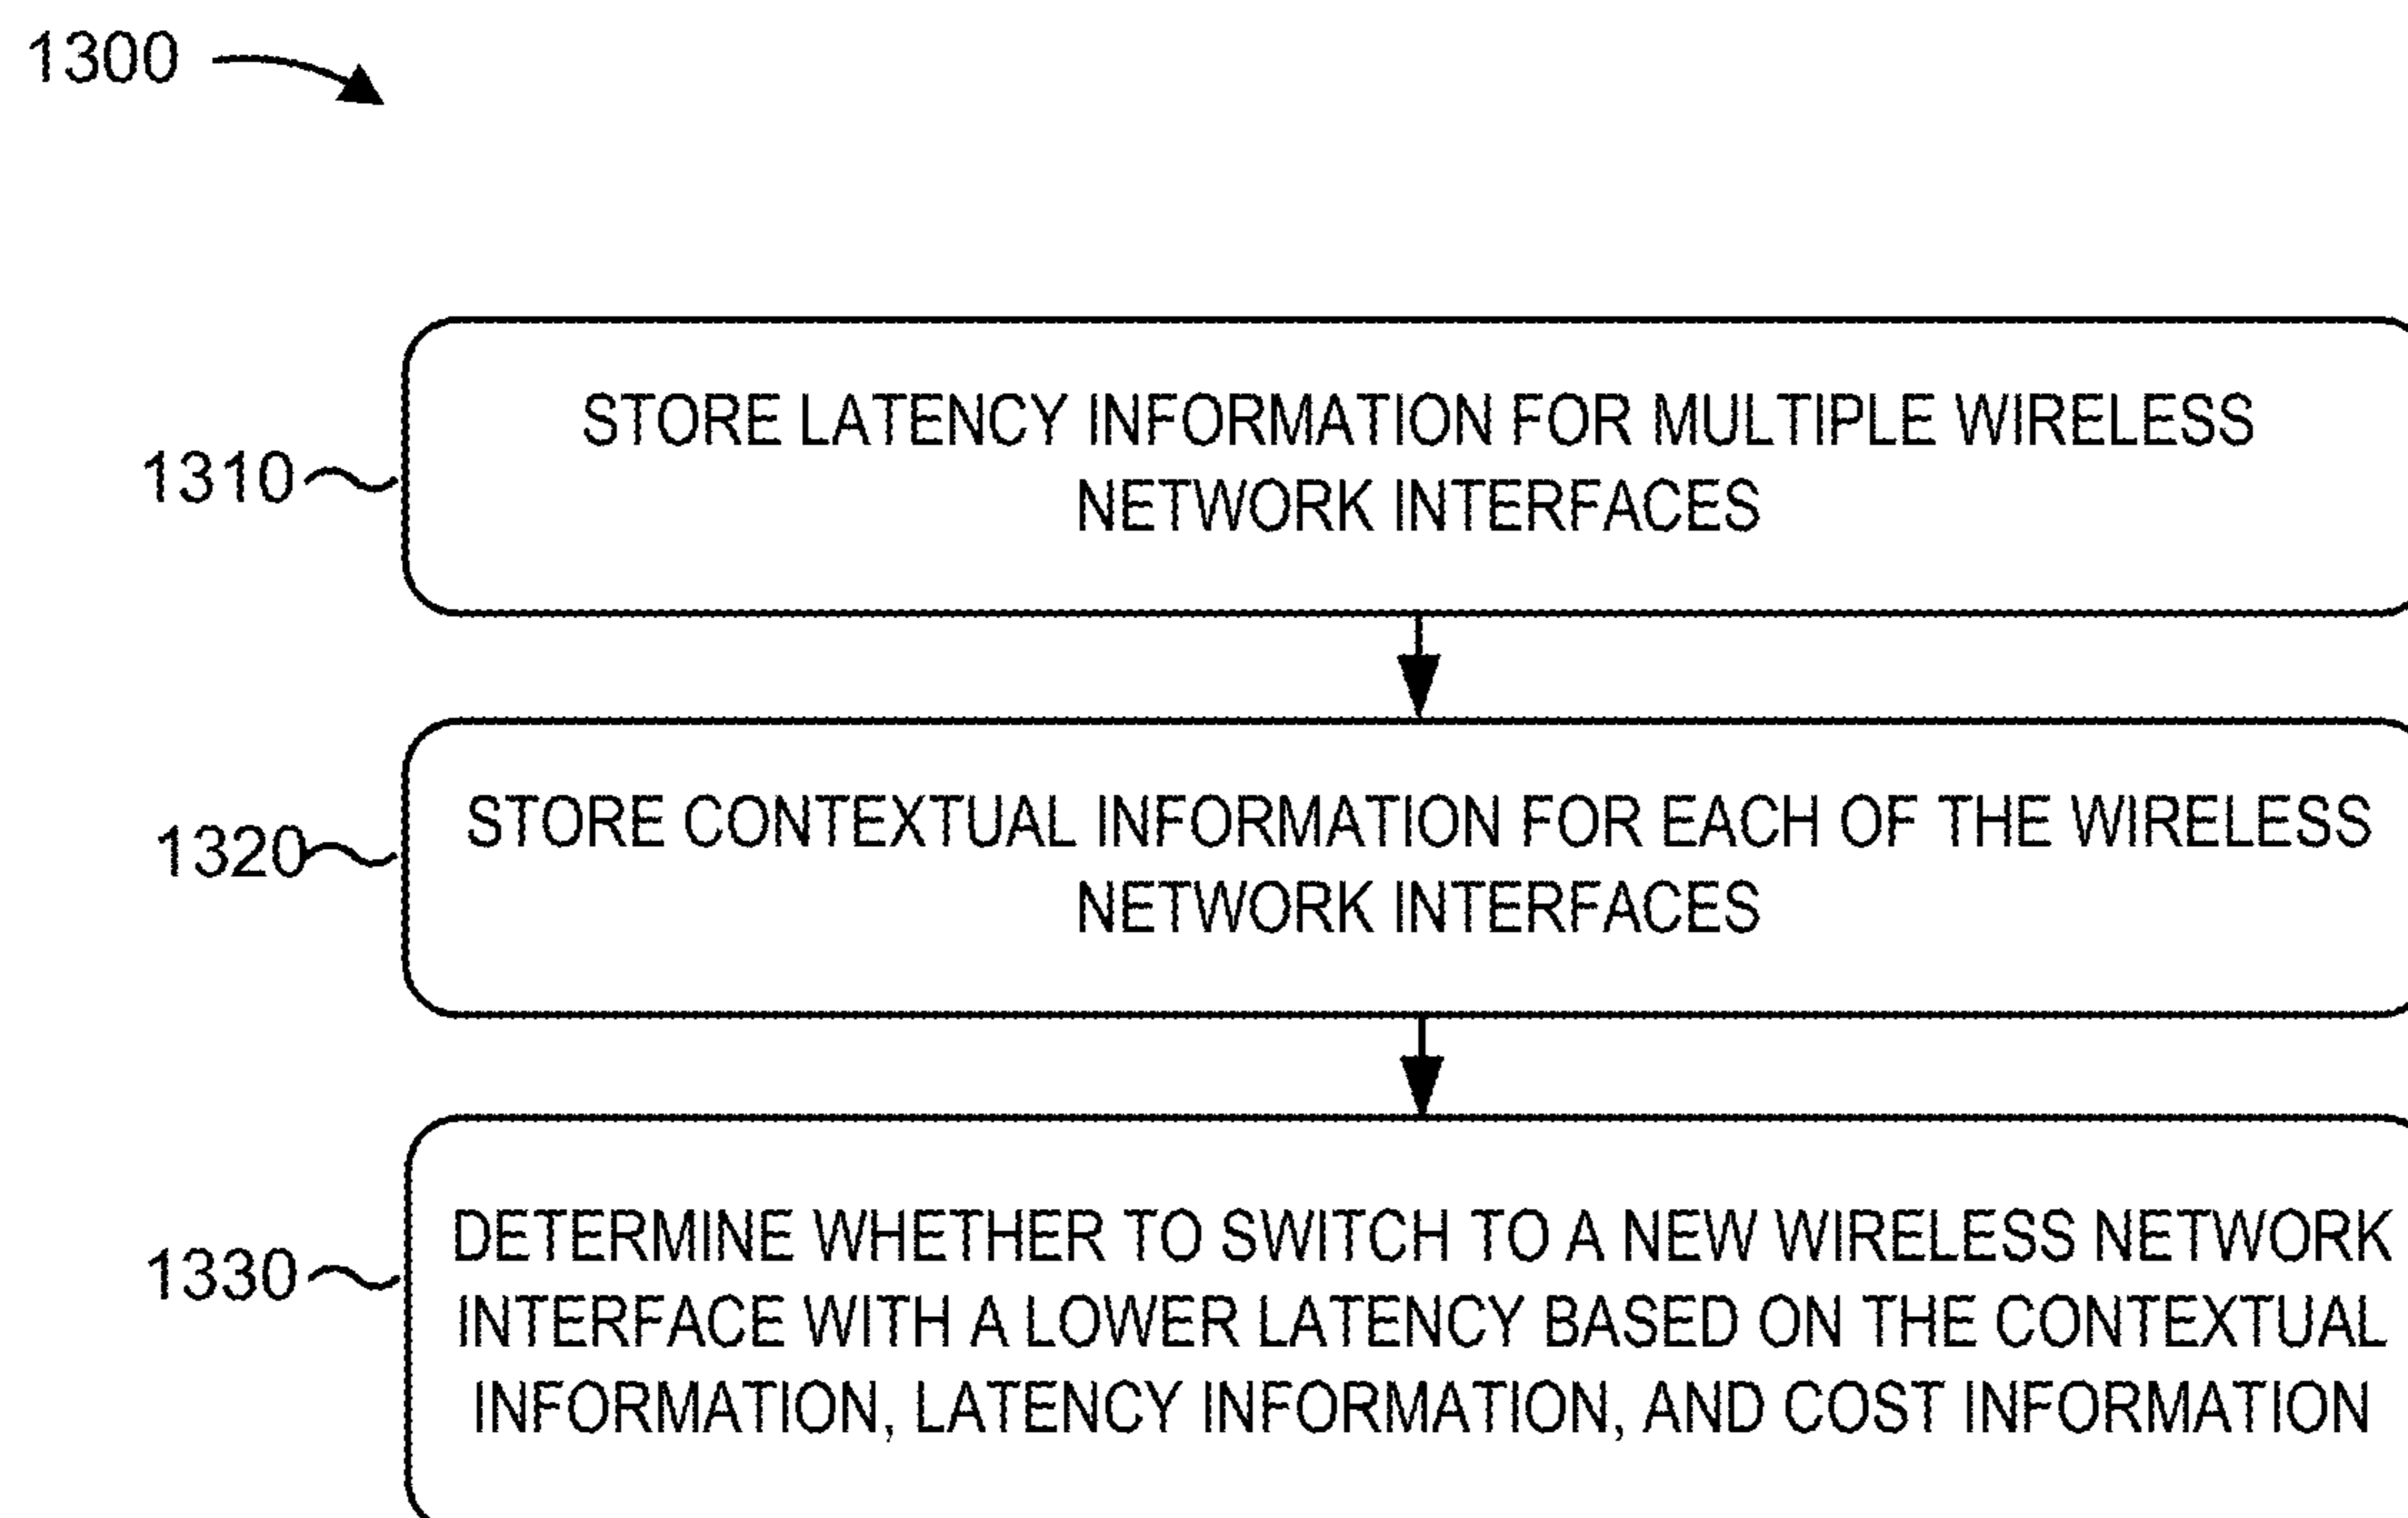 1300
STORE LATENCY INFORMATION FOR MULTIPLE WIRELESS
NETWORK INTERFACES
1310
STORE CONTEXTUAL INFORMATION FOR EACH OF THE WIRELESS
NETWORK INTERFACES
1320
DETERMINE WHETHER TO SWITCH TO A NEW WIRELESS NETWORK
INTERFACE WITH A LOWER LATENCY BASED ON THE CONTEXTUAL
INFORMATION, LATENCY INFORMATION, AND COST INFORMATION
1330